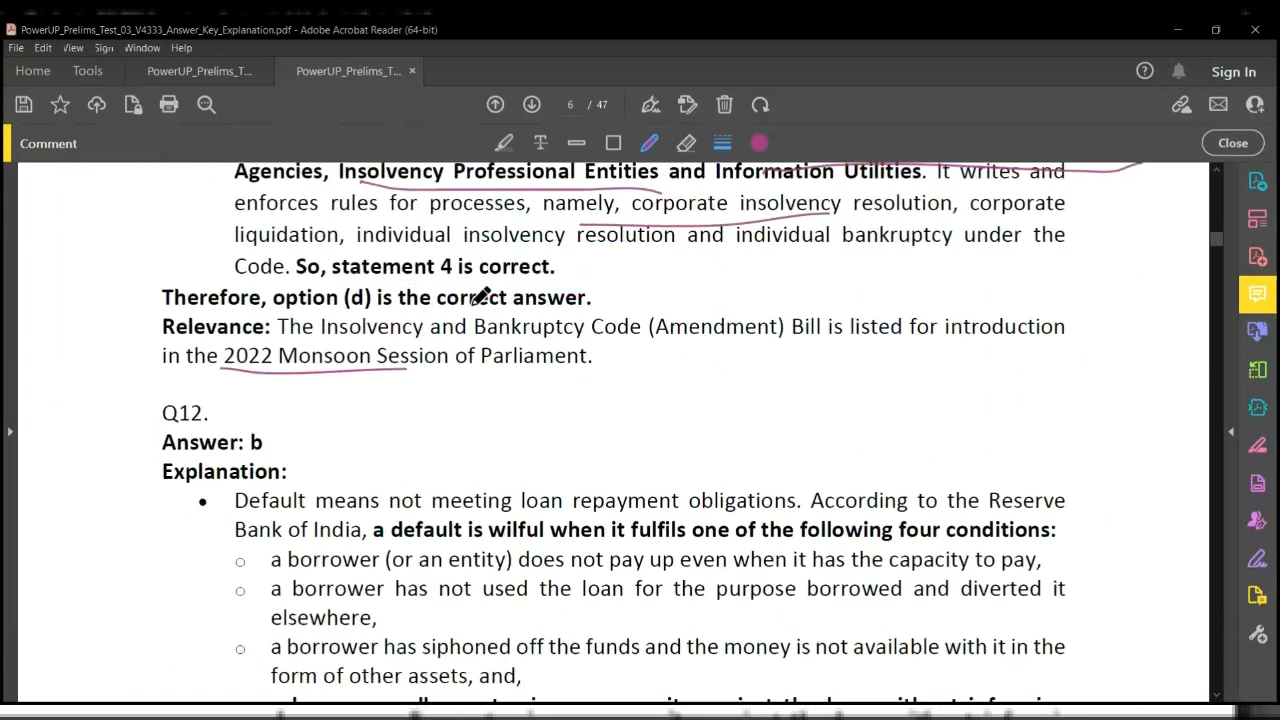 PowerUP_Prelims_Test_03_V4333_Answer_Key_Explanation.pdf - Adobe Acrobat Reader (64-bit)
File Edit View Sign Window Help
Home Tools PowerUP_Prelims_T... PowerUP_Prelims_T... × Sign In
6 / 47
Comment Close
Agencies, Insolvency Professional Entities and Information Utilities. It writes and
enforces rules for processes, namely, corporate insolvency resolution, corporate
liquidation, individual insolvency resolution and individual bankruptcy under the
Code. So, statement 4 is correct.
Therefore, option (d) is the correct answer.
Relevance: The Insolvency and Bankruptcy Code (Amendment) Bill is listed for introduction
in the 2022 Monsoon Session of Parliament.
Q12.
Answer: b
Explanation:
• Default means not meeting loan repayment obligations. According to the Reserve
Bank of India, a default is wilful when it fulfils one of the following four conditions:
○ a borrower (or an entity) does not pay up even when it has the capacity to pay,
○ a borrower has not used the loan for the purpose borrowed and diverted it
elsewhere,
○ a borrower has siphoned off the funds and the money is not available with it in the
form of other assets, and,